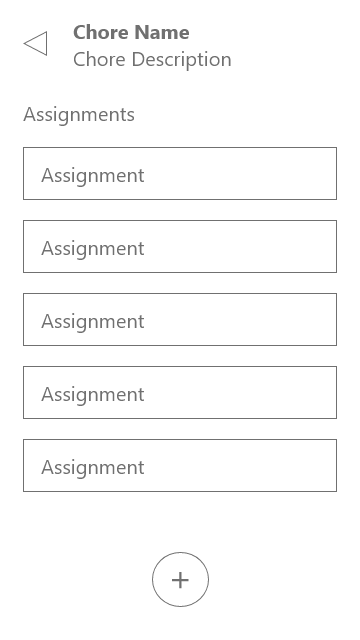 Chore Name
Chore Description
Assignments
Assignment
Assignment
Assignment
Assignment
Assignment
+